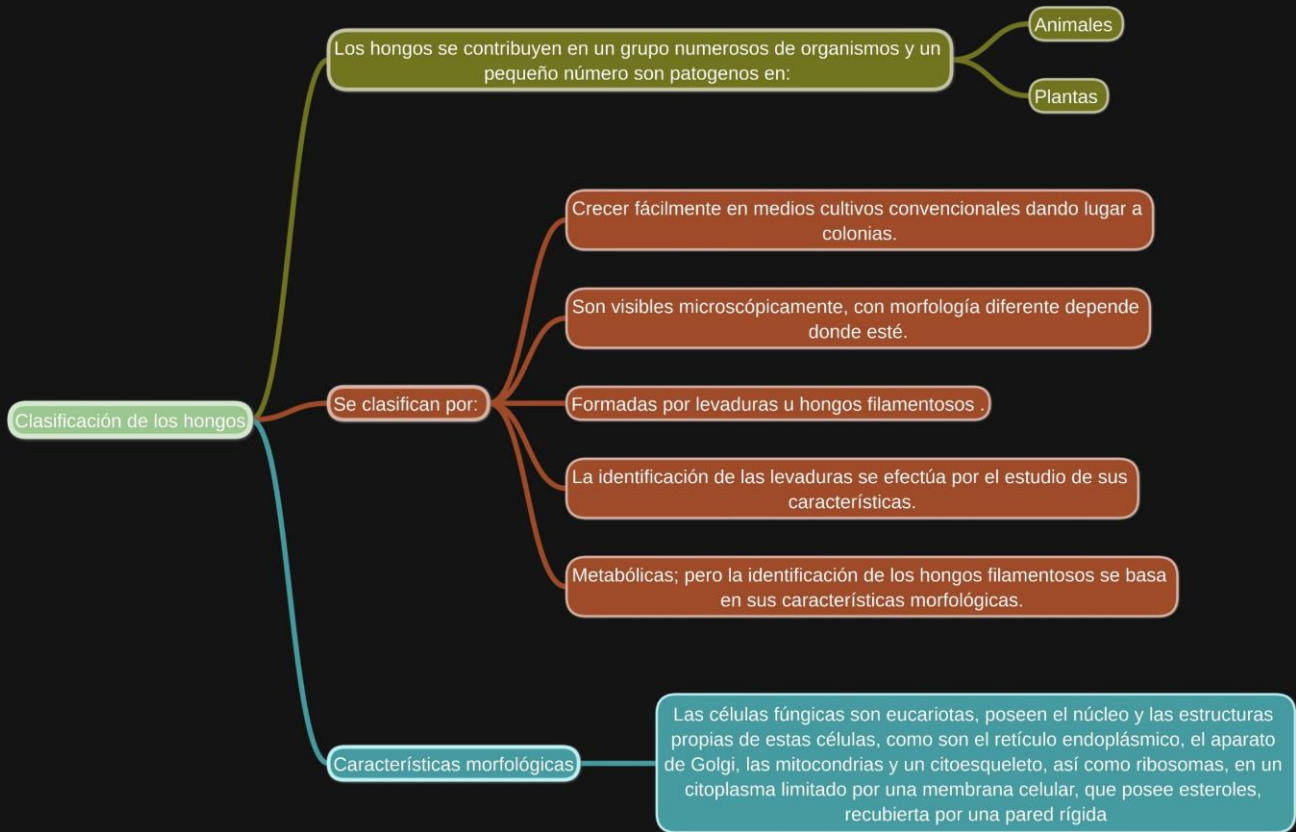 Los hongos se contribuyen en un grupo numerosos de organismos y un
pequeño número son patogenos en:
Animales
Plantas
Clasificación de los hongos
Se clasifican por:
Crecer fácilmente en medios cultivos convencionales dando lugar a
colonias.
Son visibles microscópicamente, con morfología diferente depende
donde esté.
Formadas por levaduras u hongos filamentosos .
La identificación de las levaduras se efectúa por el estudio de sus
características.
Metabólicas; pero la identificación de los hongos filamentosos se basa
en sus características morfológicas.
Características morfológicas
Las células fúngicas son eucariotas, poseen el núcleo y las estructuras
propias de estas células, como son el retículo endoplásmico, el aparato
de Golgi, las mitocondrias y un citoesqueleto, así como ribosomas, en un
citoplasma limitado por una membrana celular, que posee esteroles,
recubierta por una pared rígida